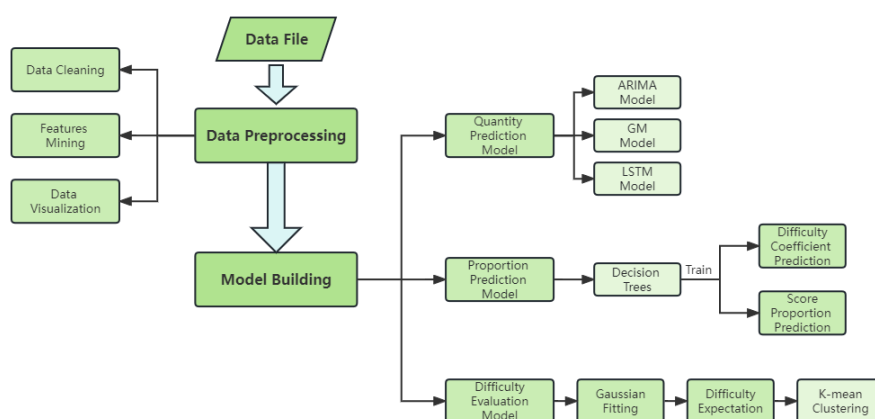 Data File
Data Cleaning
Features
Mining
Data
Visualization
Data Preprocessing
Model Building
Quantity
Prediction
Model
ARIMA
Model
GM
Model
LSTM
Model
Proportion
Prediction
Model
Decision
Trees
Train
Difficulty
Coefficient
Prediction
Score
Proportion
Prediction
Difficulty
Evaluation
Model
Gaussian
Fitting
Difficulty
Expectation
K-mean
Clustering